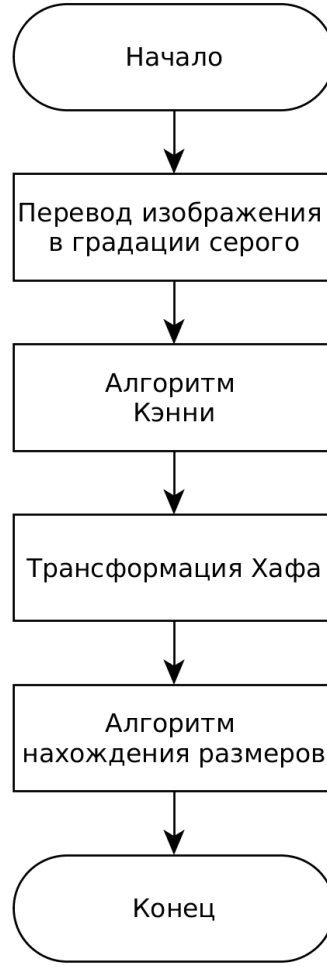 Начало
Перевод изображения
в градации серого
Алгоритм
Кэнни
Трансформация Хафа
Алгоритм
нахождения размеров
Конец